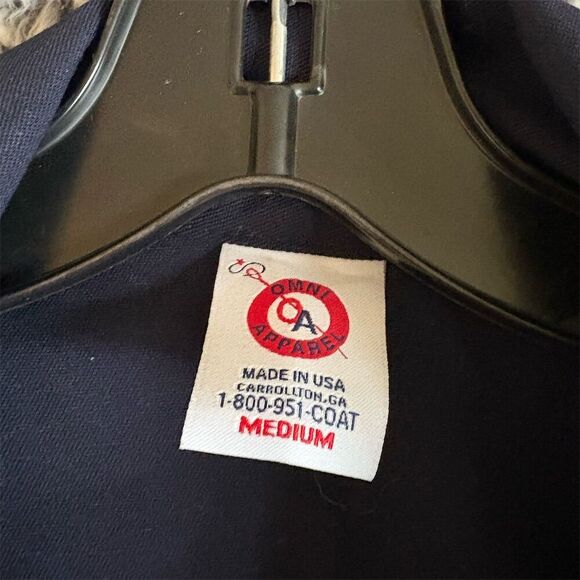 OMNI
OA
APPAREL
MADE IN USA
CARROLLTON, GA
1-800-951-COAT
MEDIUM